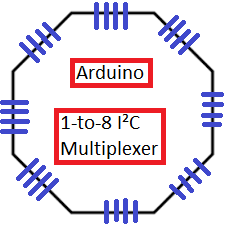 Arduino
1-to-8 I²C
Multiplexer